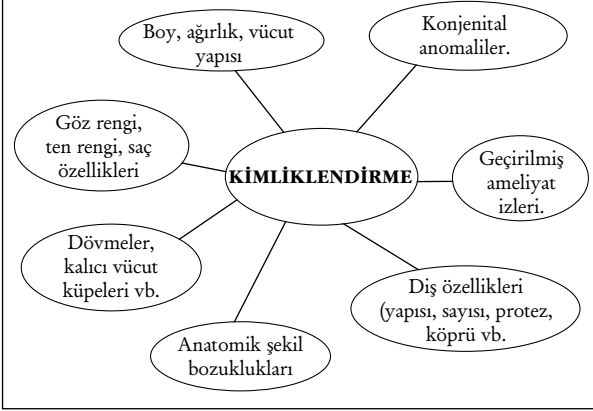 Boy, ağırlık, vücut
yapısı
Konjenital
anomaliler.
Göz rengi,
ten rengi, saç
özellikleri
KİMLİKLENDİRME
Geçirilmiş
ameliyat
izleri.
Dövmeler,
kalıcı vücut
küpeleri vb.
Diş özellikleri
(yapısı, sayısı, protez,
köprü vb.
Anatomik şekil
bozuklukları